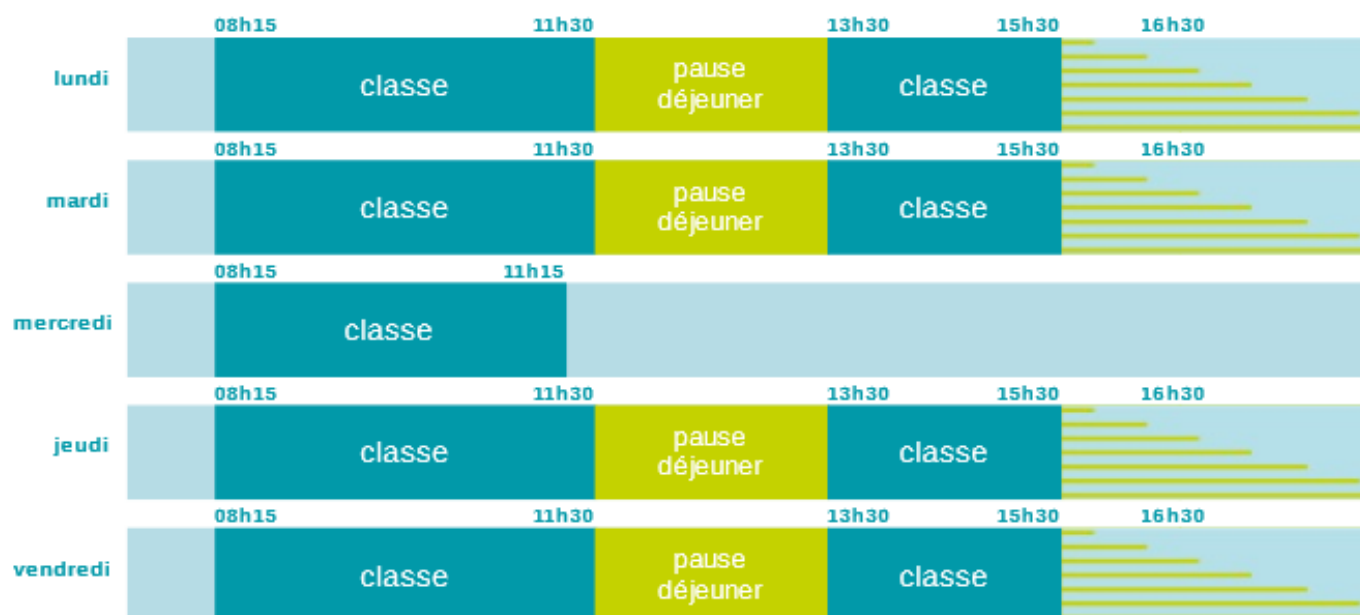 08h15 11h30 13h30 15h30 16h30
lundi classe pause déjeuner classe
08h15 11h30 13h30 15h30 16h30
mardi classe pause déjeuner classe
08h15 11h15
mercredi classe
08h15 11h30 13h30 15h30 16h30
jeudi classe pause déjeuner classe
08h15 11h30 13h30 15h30 16h30
vendredi classe pause déjeuner classe